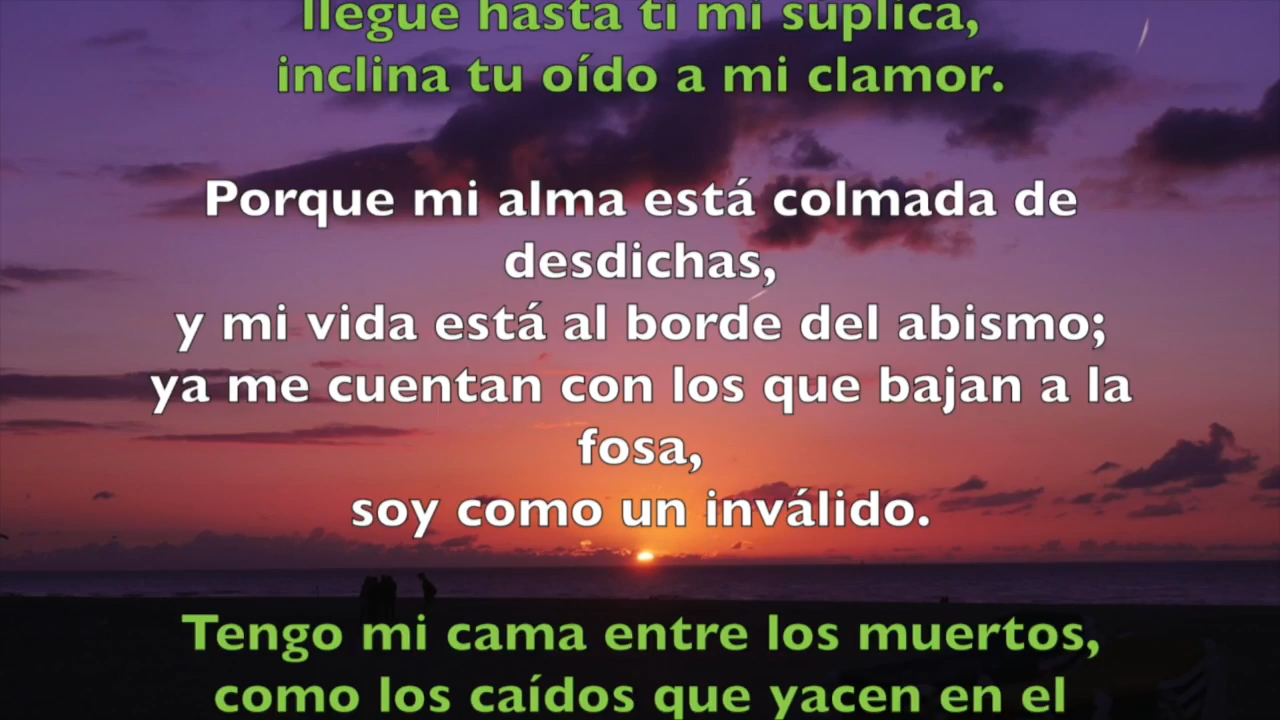 llegue hasta ti mi súplica,
inclina tu oído a mi clamor.
Porque mi alma está colmada de
desdichas,
y mi vida está al borde del abismo;
ya me cuentan con los que bajan a la
fosa,
soy como un inválido.
Tengo mi cama entre los muertos,
como los caídos que yacen en el